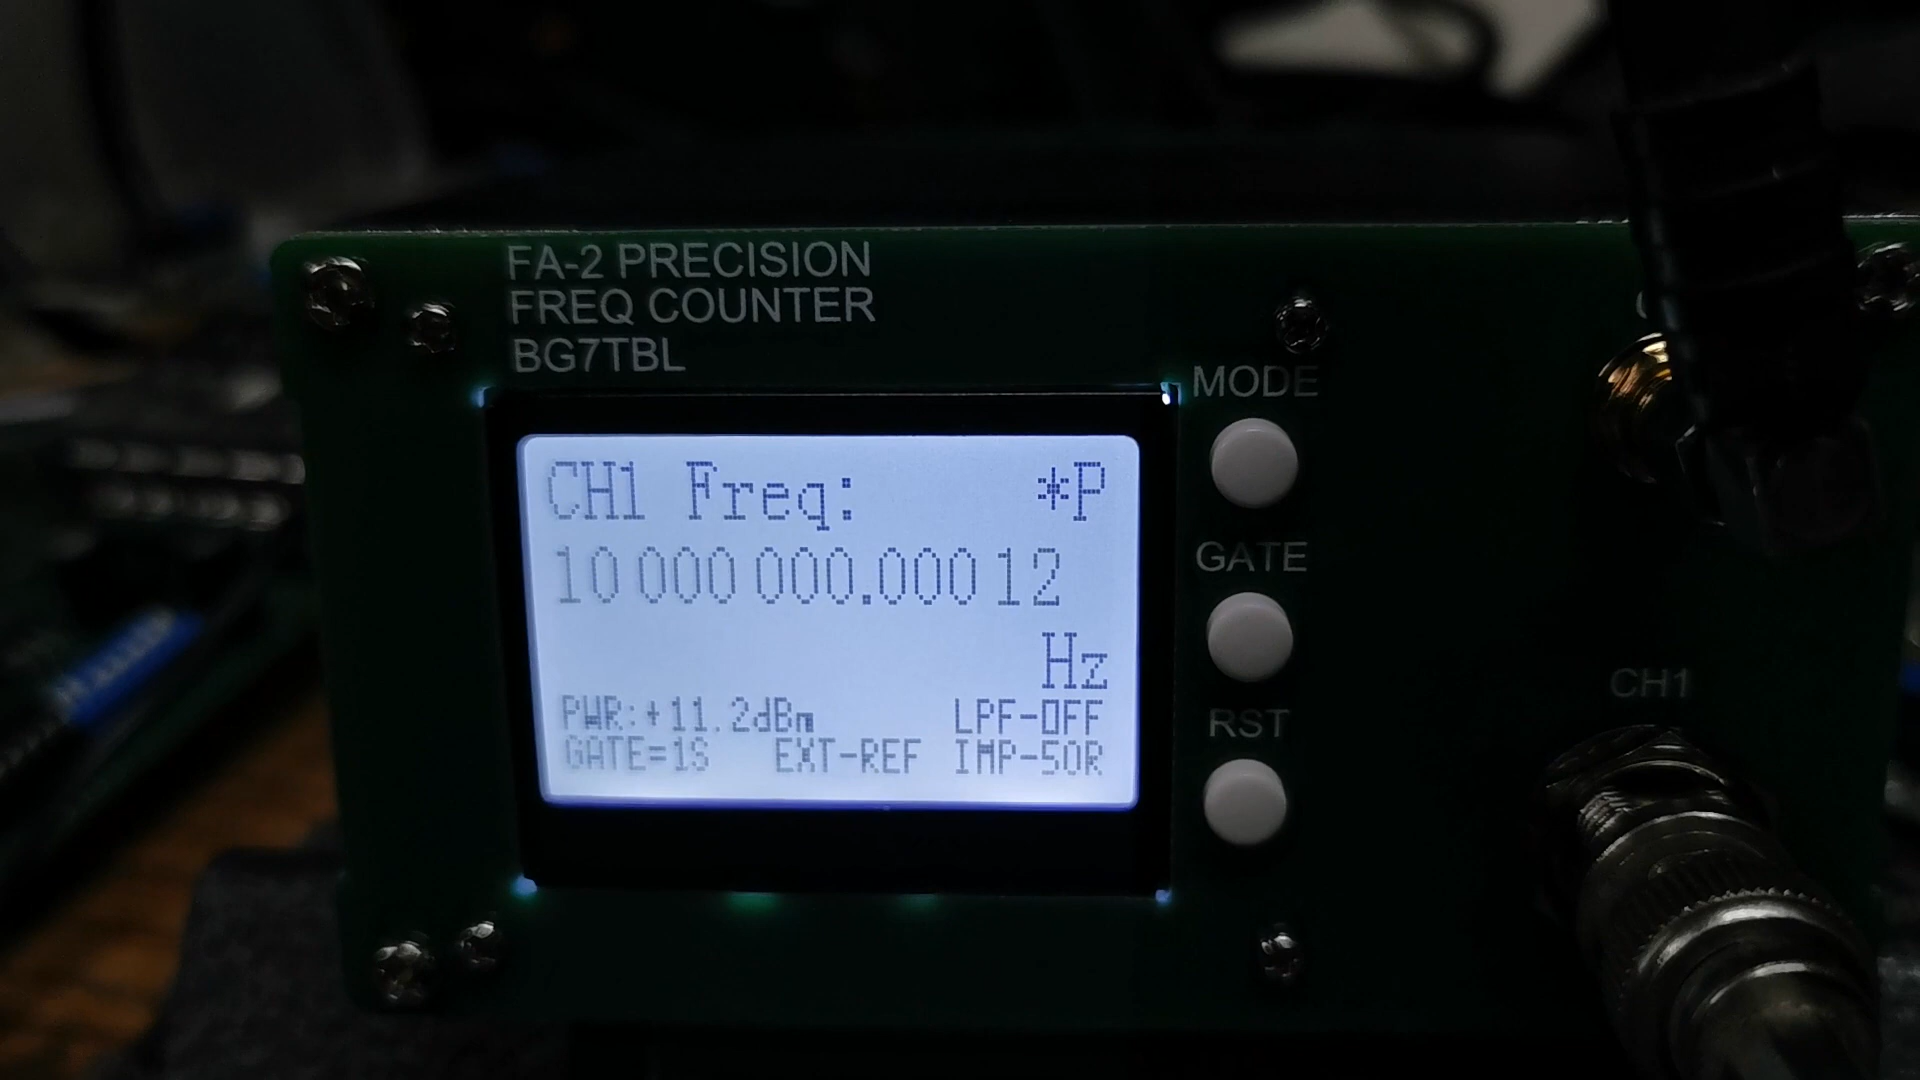 FA-2 PRECISION
FREQ COUNTER
BG7TBL
MODE
CH1 Freq: *P
10 000 000.000 12
GATE
Hz
CH1
PWR:+11.2dBm LPF-OFF
RST
GATE=1S EXT-REF IMP-50R